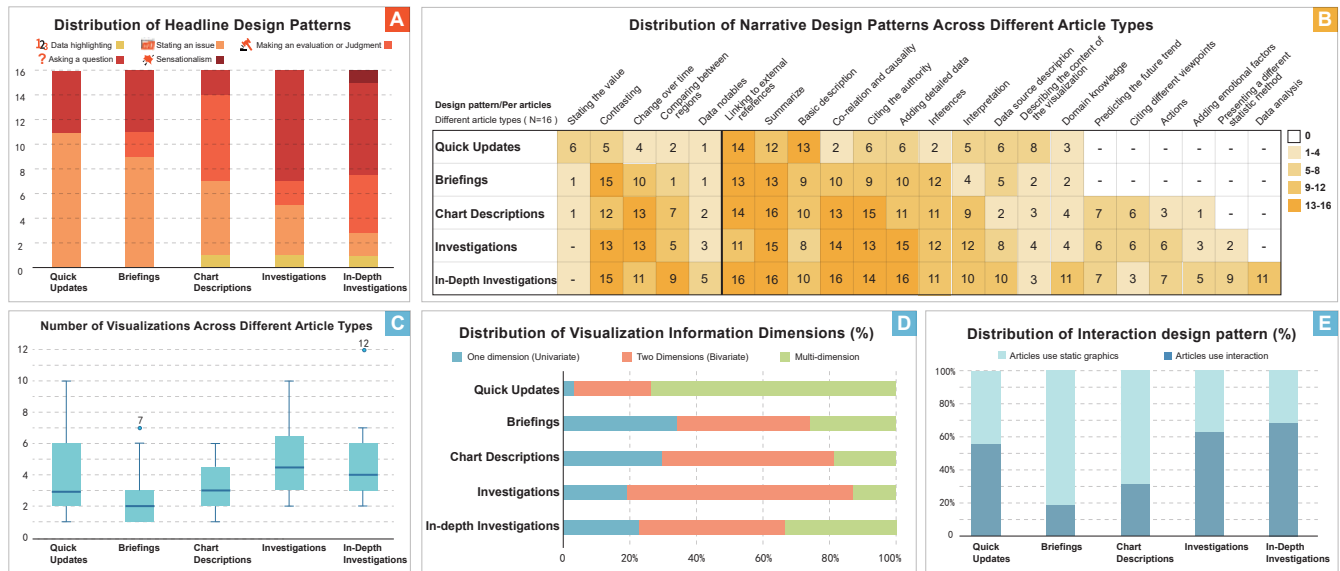 Distribution of Headline Design Patterns
A
Data highlighting
Stating an issue
Making an evaluation or Judgment
Asking a question
Sensationalism
16
14
12
10
8
6
4
2
0
Quick
Updates
Briefings
Chart
Descriptions
Investigations
In-Depth
Investigations
Distribution of Narrative Design Patterns Across Different Article Types
B
Design pattern/Per articles
Different article types ( N=16 )
Stating the value
Contrasting
Change over time
Comparing between
regions
Data notables
Linking to external
references
Summarize
Basic description
Co-relation and causality
Citing the authority
Adding detailed data
Inferences
Interpretation
Data source description
Describing the content of
the visualization
Domain knowledge
Predicting the future trend
Citing different viewpoints
Actions
Adding emotional factors
Presenting a different
statistic method
Data analysis
Quick Updates 6 5 4 2 1 14 12 13 2 6 6 2 5 6 8 3 - - - - - -
Briefings 1 15 10 1 1 13 13 9 10 9 10 12 4 5 2 2 - - - - - -
Chart Descriptions 1 12 13 7 2 14 16 10 13 15 11 11 9 2 3 4 7 6 3 1 - -
Investigations - 13 13 5 3 11 15 8 14 13 15 12 12 8 4 4 6 6 6 3 2 -
In-Depth Investigations - 15 11 9 5 16 16 10 16 14 16 11 10 10 3 11 7 3 7 5 9 11
0
1-4
5-8
9-12
13-16
Number of Visualizations Across Different Article Types
C
12
10
8
6
4
2
0
7
12
Quick
Updates
Briefings
Chart
Descriptions
Investigations
In-Depth
Investigations
Distribution of Visualization Information Dimensions (%)
D
One dimension (Univariate)
Two Dimensions (Bivariate)
Multi-dimension
Quick Updates
Briefings
Chart Descriptions
Investigations
In-depth Investigations
0 20% 40% 60% 80% 100%
Distribution of Interaction design pattern (%)
E
Articles use static graphics
Articles use interaction
100%
80%
60%
40%
20%
0
Quick
Updates
Briefings
Chart
Descriptions
Investigations
In-Depth
Investigations